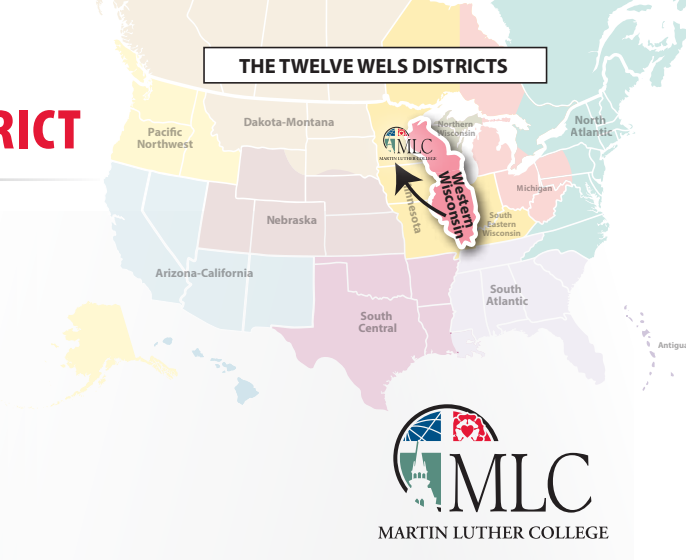 THE TWELVE WELS DISTRICTS
RICT
Pacific
Northwest
Dakota-Montana
MLC
MARTIN LUTHER COLLEGE
Northern
Wisconsin
North
Atlantic
Western
Wisconsin
Michigan
nnesota
South
Eastern
Wisconsin
Nebraska
Arizona-California
South
Atlantic
South
Central
Antigua
MLC
MARTIN LUTHER COLLEGE